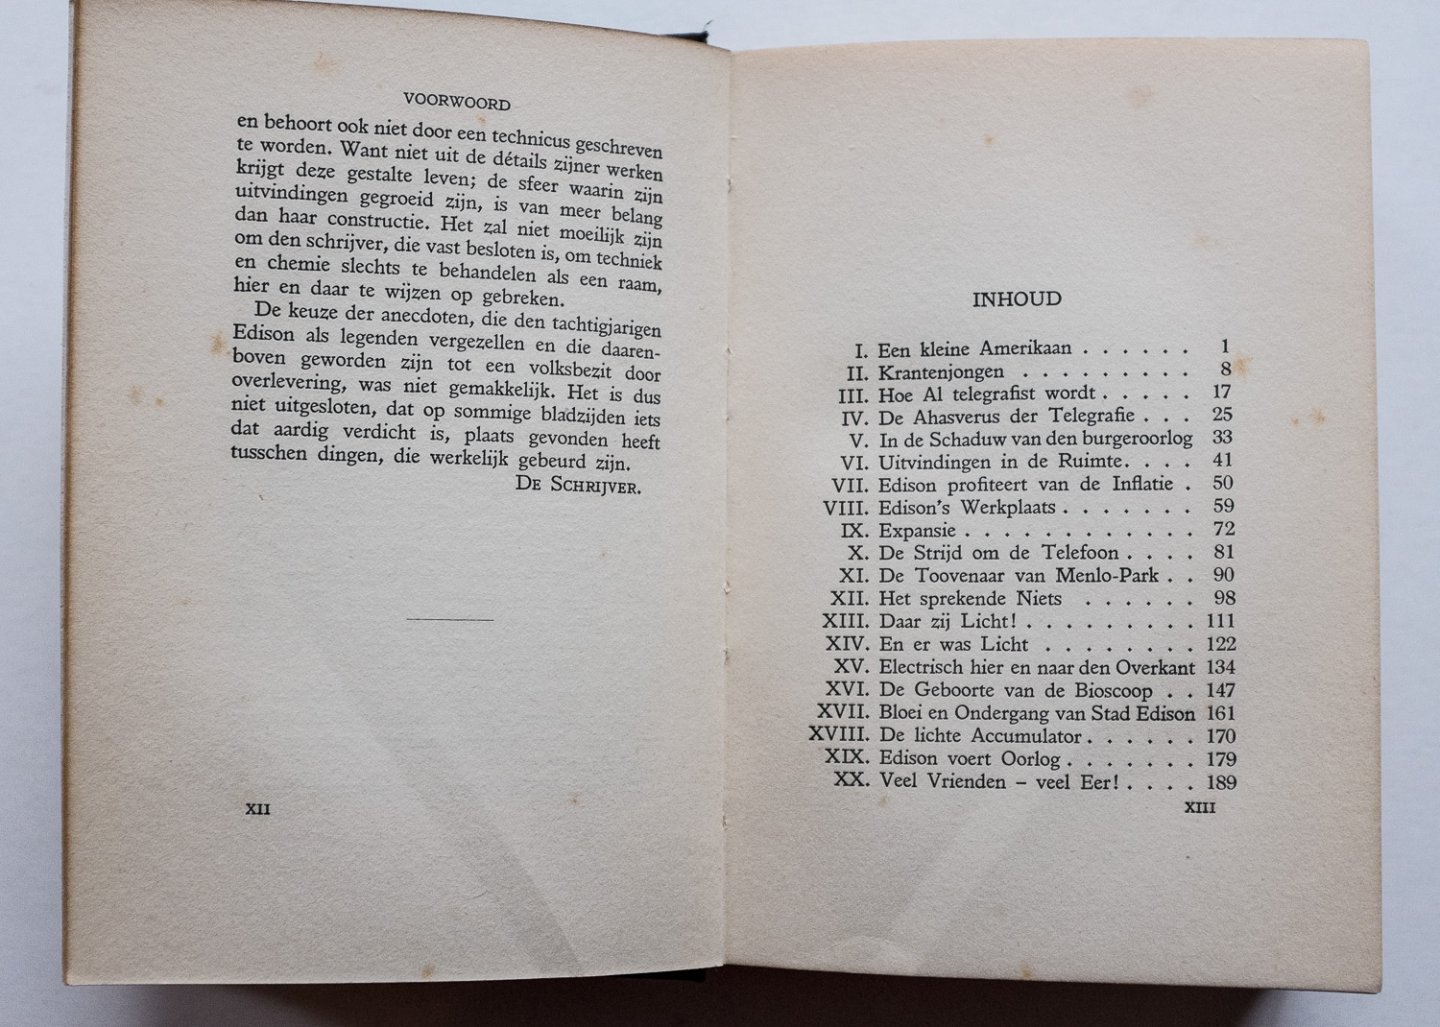 VOORWOORD
en behoort ook niet door een technicus geschreven
te worden. Want niet uit de détails zijner werken
krijgt deze gestalte leven; de sfeer waarin zijn
uitvindingen gegroeid zijn, is van meer belang
dan haar constructie. Het zal niet moeilijk zijn
om den schrijver, die vast besloten is, om techniek
en chemie slechts te behandelen als een raam,
hier en daar te wijzen op gebreken.
De keuze der anecdoten, die den tachtigjarigen
Edison als legenden vergezellen en die daaren-
boven geworden zijn tot een volksbezit door
overlevering, was niet gemakkelijk. Het is dus
niet uitgesloten, dat op sommige bladzijden iets
dat aardig verdicht is, plaats gevonden heeft
tusschen dingen, die werkelijk gebeurd zijn.
DE SCHRIJVER.
XII
INHOUD
I. Een kleine Amerikaan . . . . . . 1
II. Krantenjongen . . . . . . . . . 8
III. Hoe Al telegrafist wordt . . . . . 17
IV. De Ahasverus der Telegrafie . . . 25
V. In de Schaduw van den burgeroorlog 33
VI. Uitvindingen in de Ruimte. . . . 41
VII. Edison profiteert van de Inflatie . 50
VIII. Edison's Werkplaats . . . . . . . 59
IX. Expansie . . . . . . . . . . . . 72
X. De Strijd om de Telefoon . . . . 81
XI. De Toovenaar van Menlo-Park . . 90
XII. Het sprekende Niets . . . . . . 98
XIII. Daar zij Licht! . . . . . . . . . 111
XIV. En er was Licht . . . . . . . . 122
XV. Electrisch hier en naar den Overkant 134
XVI. De Geboorte van de Bioscoop . . 147
XVII. Bloei en Ondergang van Stad Edison 161
XVIII. De lichte Accumulator . . . . . . 170
XIX. Edison voert Oorlog . . . . . . . 179
XX. Veel Vrienden – veel Eer! . . . . 189
XIII